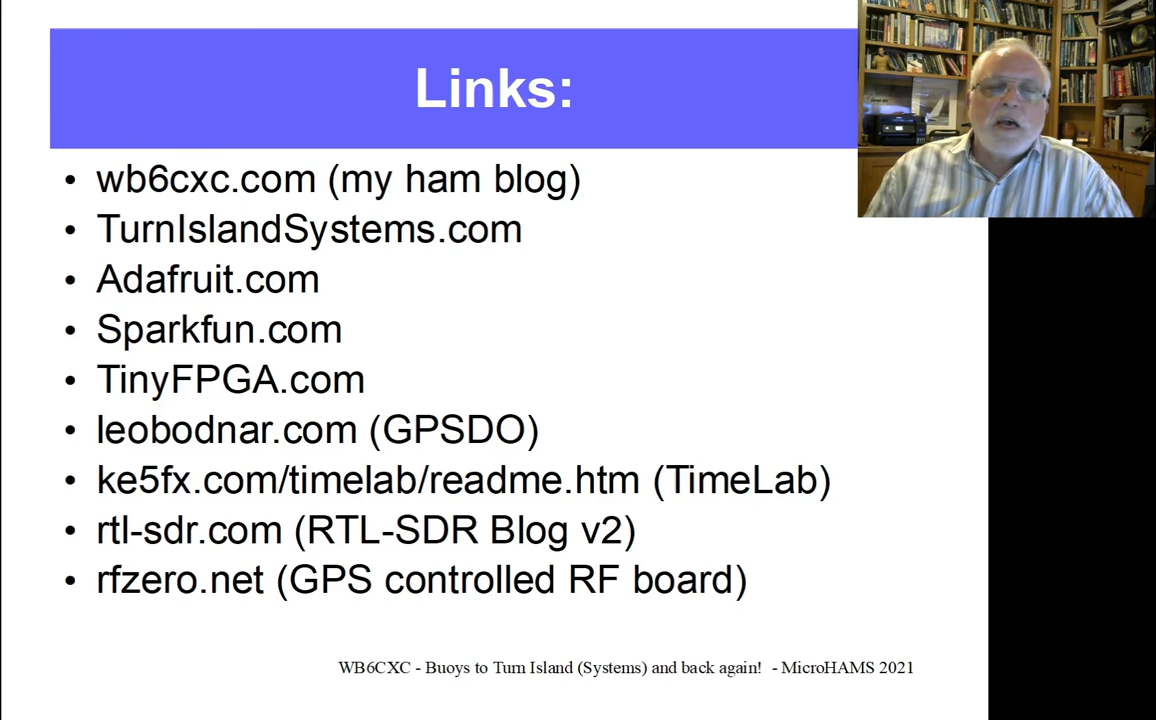 Links:
• wb6cxc.com (my ham blog)
• TurnIslandSystems.com
• Adafruit.com
• Sparkfun.com
• TinyFPGA.com
• leobodnar.com (GPSDO)
• ke5fx.com/timelab/readme.htm (TimeLab)
• rtl-sdr.com (RTL-SDR Blog v2)
• rfzero.net (GPS controlled RF board)
WB6CXC - Buoys to Turn Island (Systems) and back again!  - MicroHAMS 2021